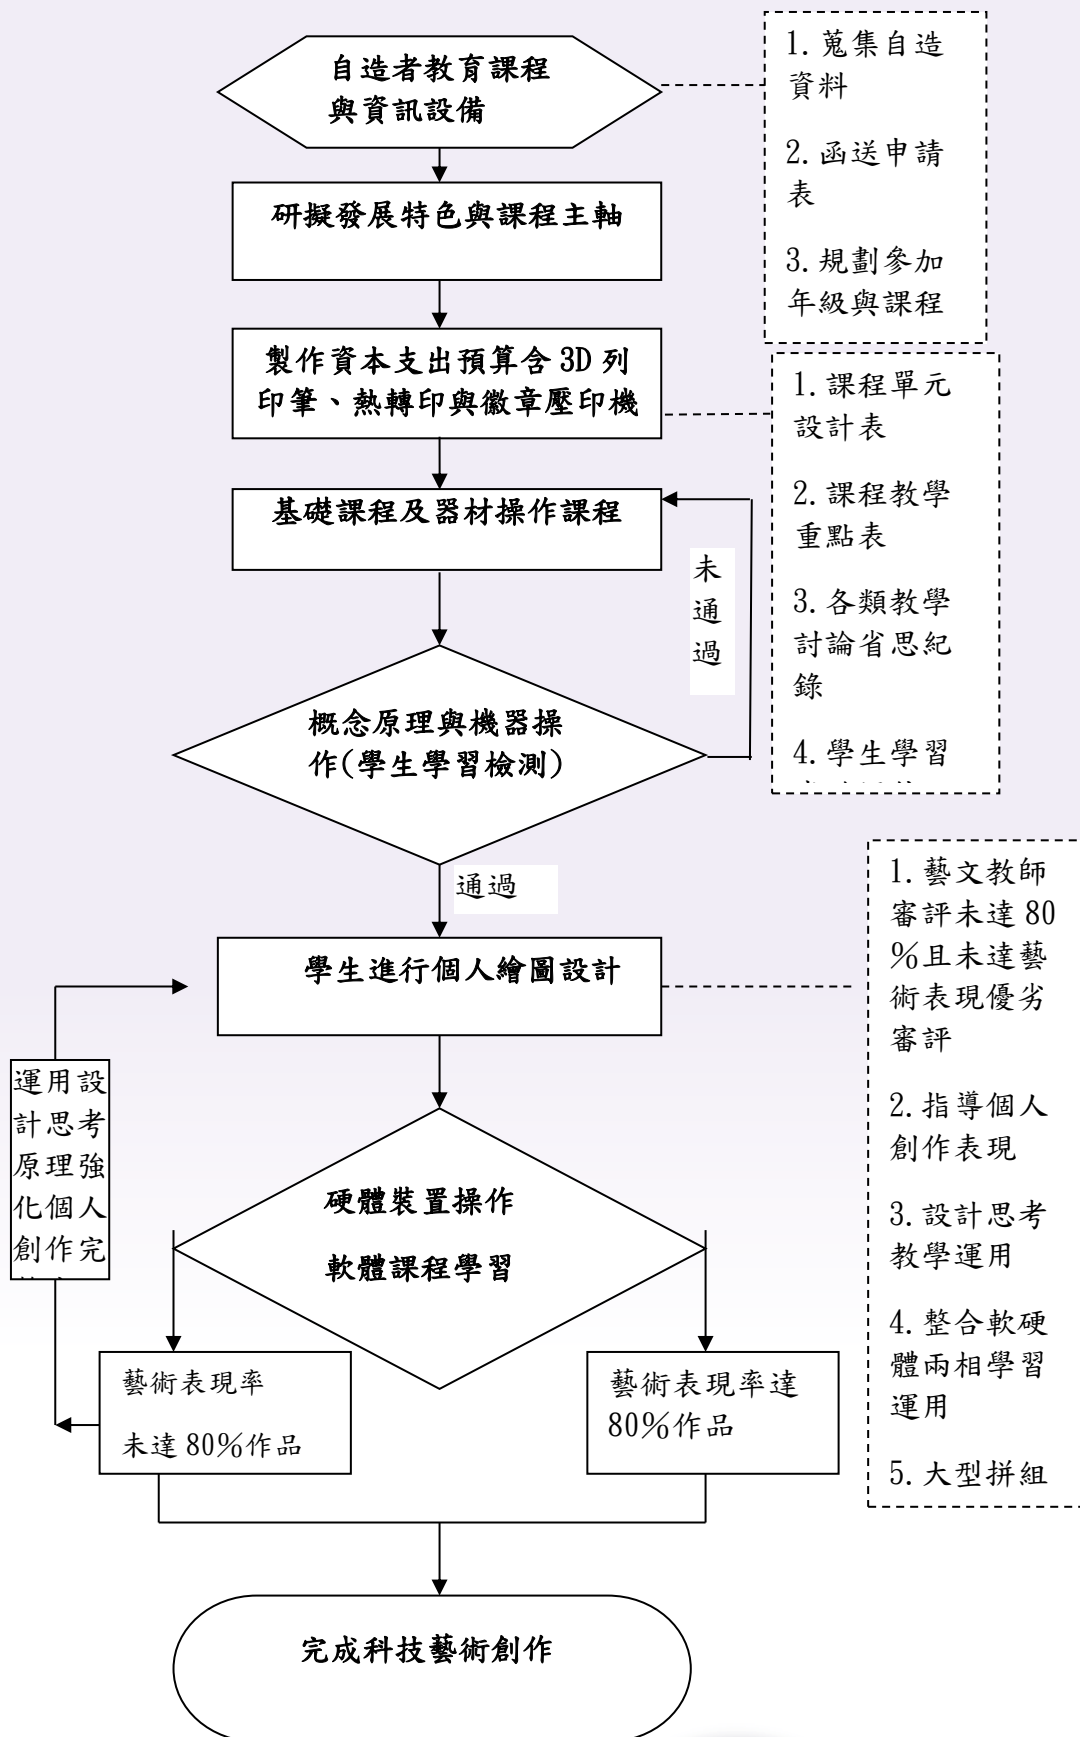 自造者教育課程
與資訊設備
1.蒐集自造
資料
2.函送申請
表
3.規劃參加
年級與課程
研擬發展特色與課程主軸
製作資本支出預算含 3D 列
印筆、熱轉印與徽章壓印機
1.課程單元
設計表
2.課程教學
重點表
3.各類教學
討論省思紀
錄
4.學生學習
基礎課程及器材操作課程
未
通
過
概念原理與機器操
作(學生學習檢測)
通過
學生進行個人繪圖設計
1.藝文教師
審評未達 80
%且未達藝
術表現優劣
審評
2.指導個人
創作表現
3.設計思考
教學運用
4.整合軟硬
體兩相學習
運用
5.大型拼組
運用設
計思考
原理強
化個人
創作完
硬體裝置操作
軟體課程學習
藝術表現率
未達 80%作品
藝術表現率達
80%作品
完成科技藝術創作